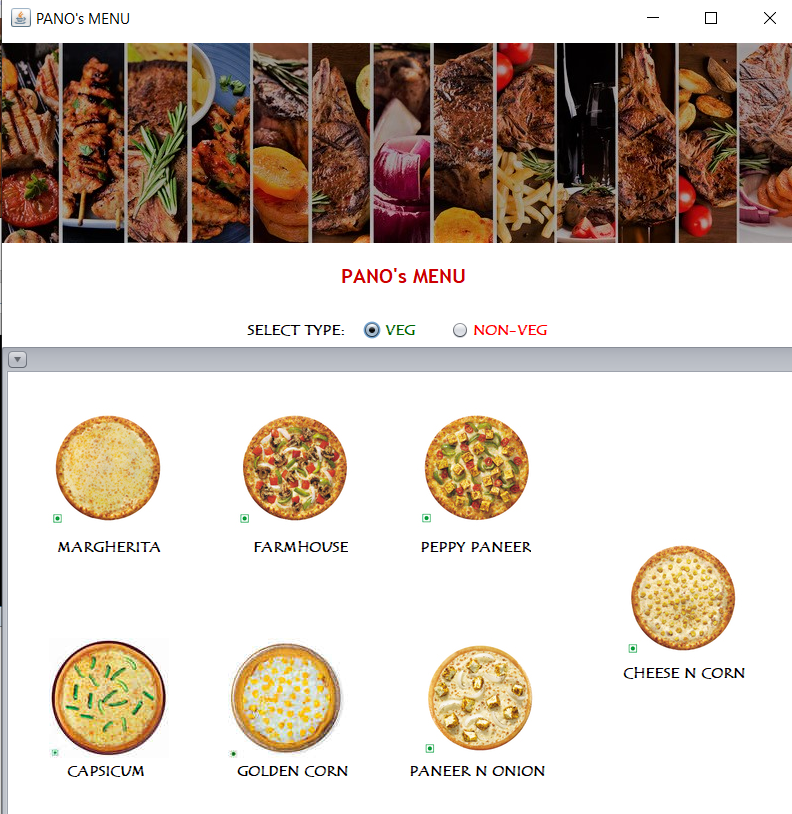 PANO's MENU
PANO's MENU
SELECT TYPE: VEG NON-VEG
MARGHERITA FARMHOUSE PEPPY PANEER
CHEESE N CORN
CAPSICUM GOLDEN CORN PANEER N ONION